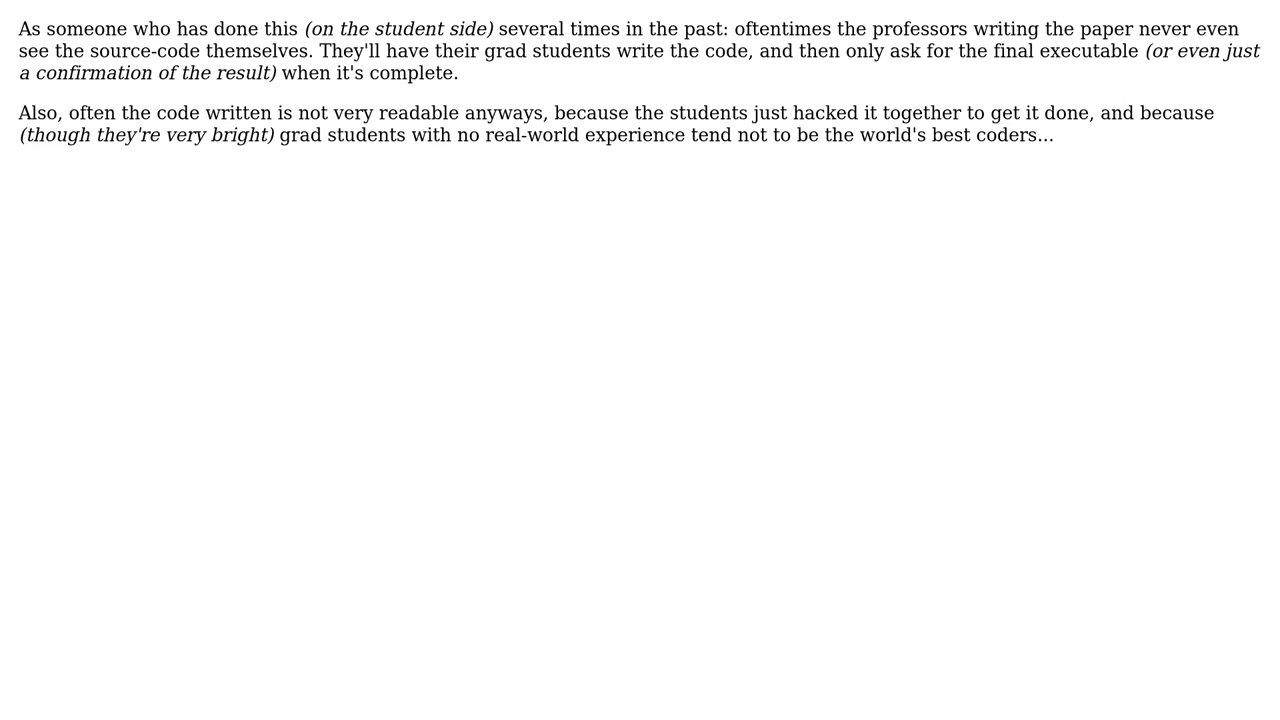 As someone who has done this (on the student side) several times in the past: oftentimes the professors writing the paper never even
see the source-code themselves. They'll have their grad students write the code, and then only ask for the final executable (or even just
a confirmation of the result) when it's complete.
Also, often the code written is not very readable anyways, because the students just hacked it together to get it done, and because
(though they're very bright) grad students with no real-world experience tend not to be the world's best coders...